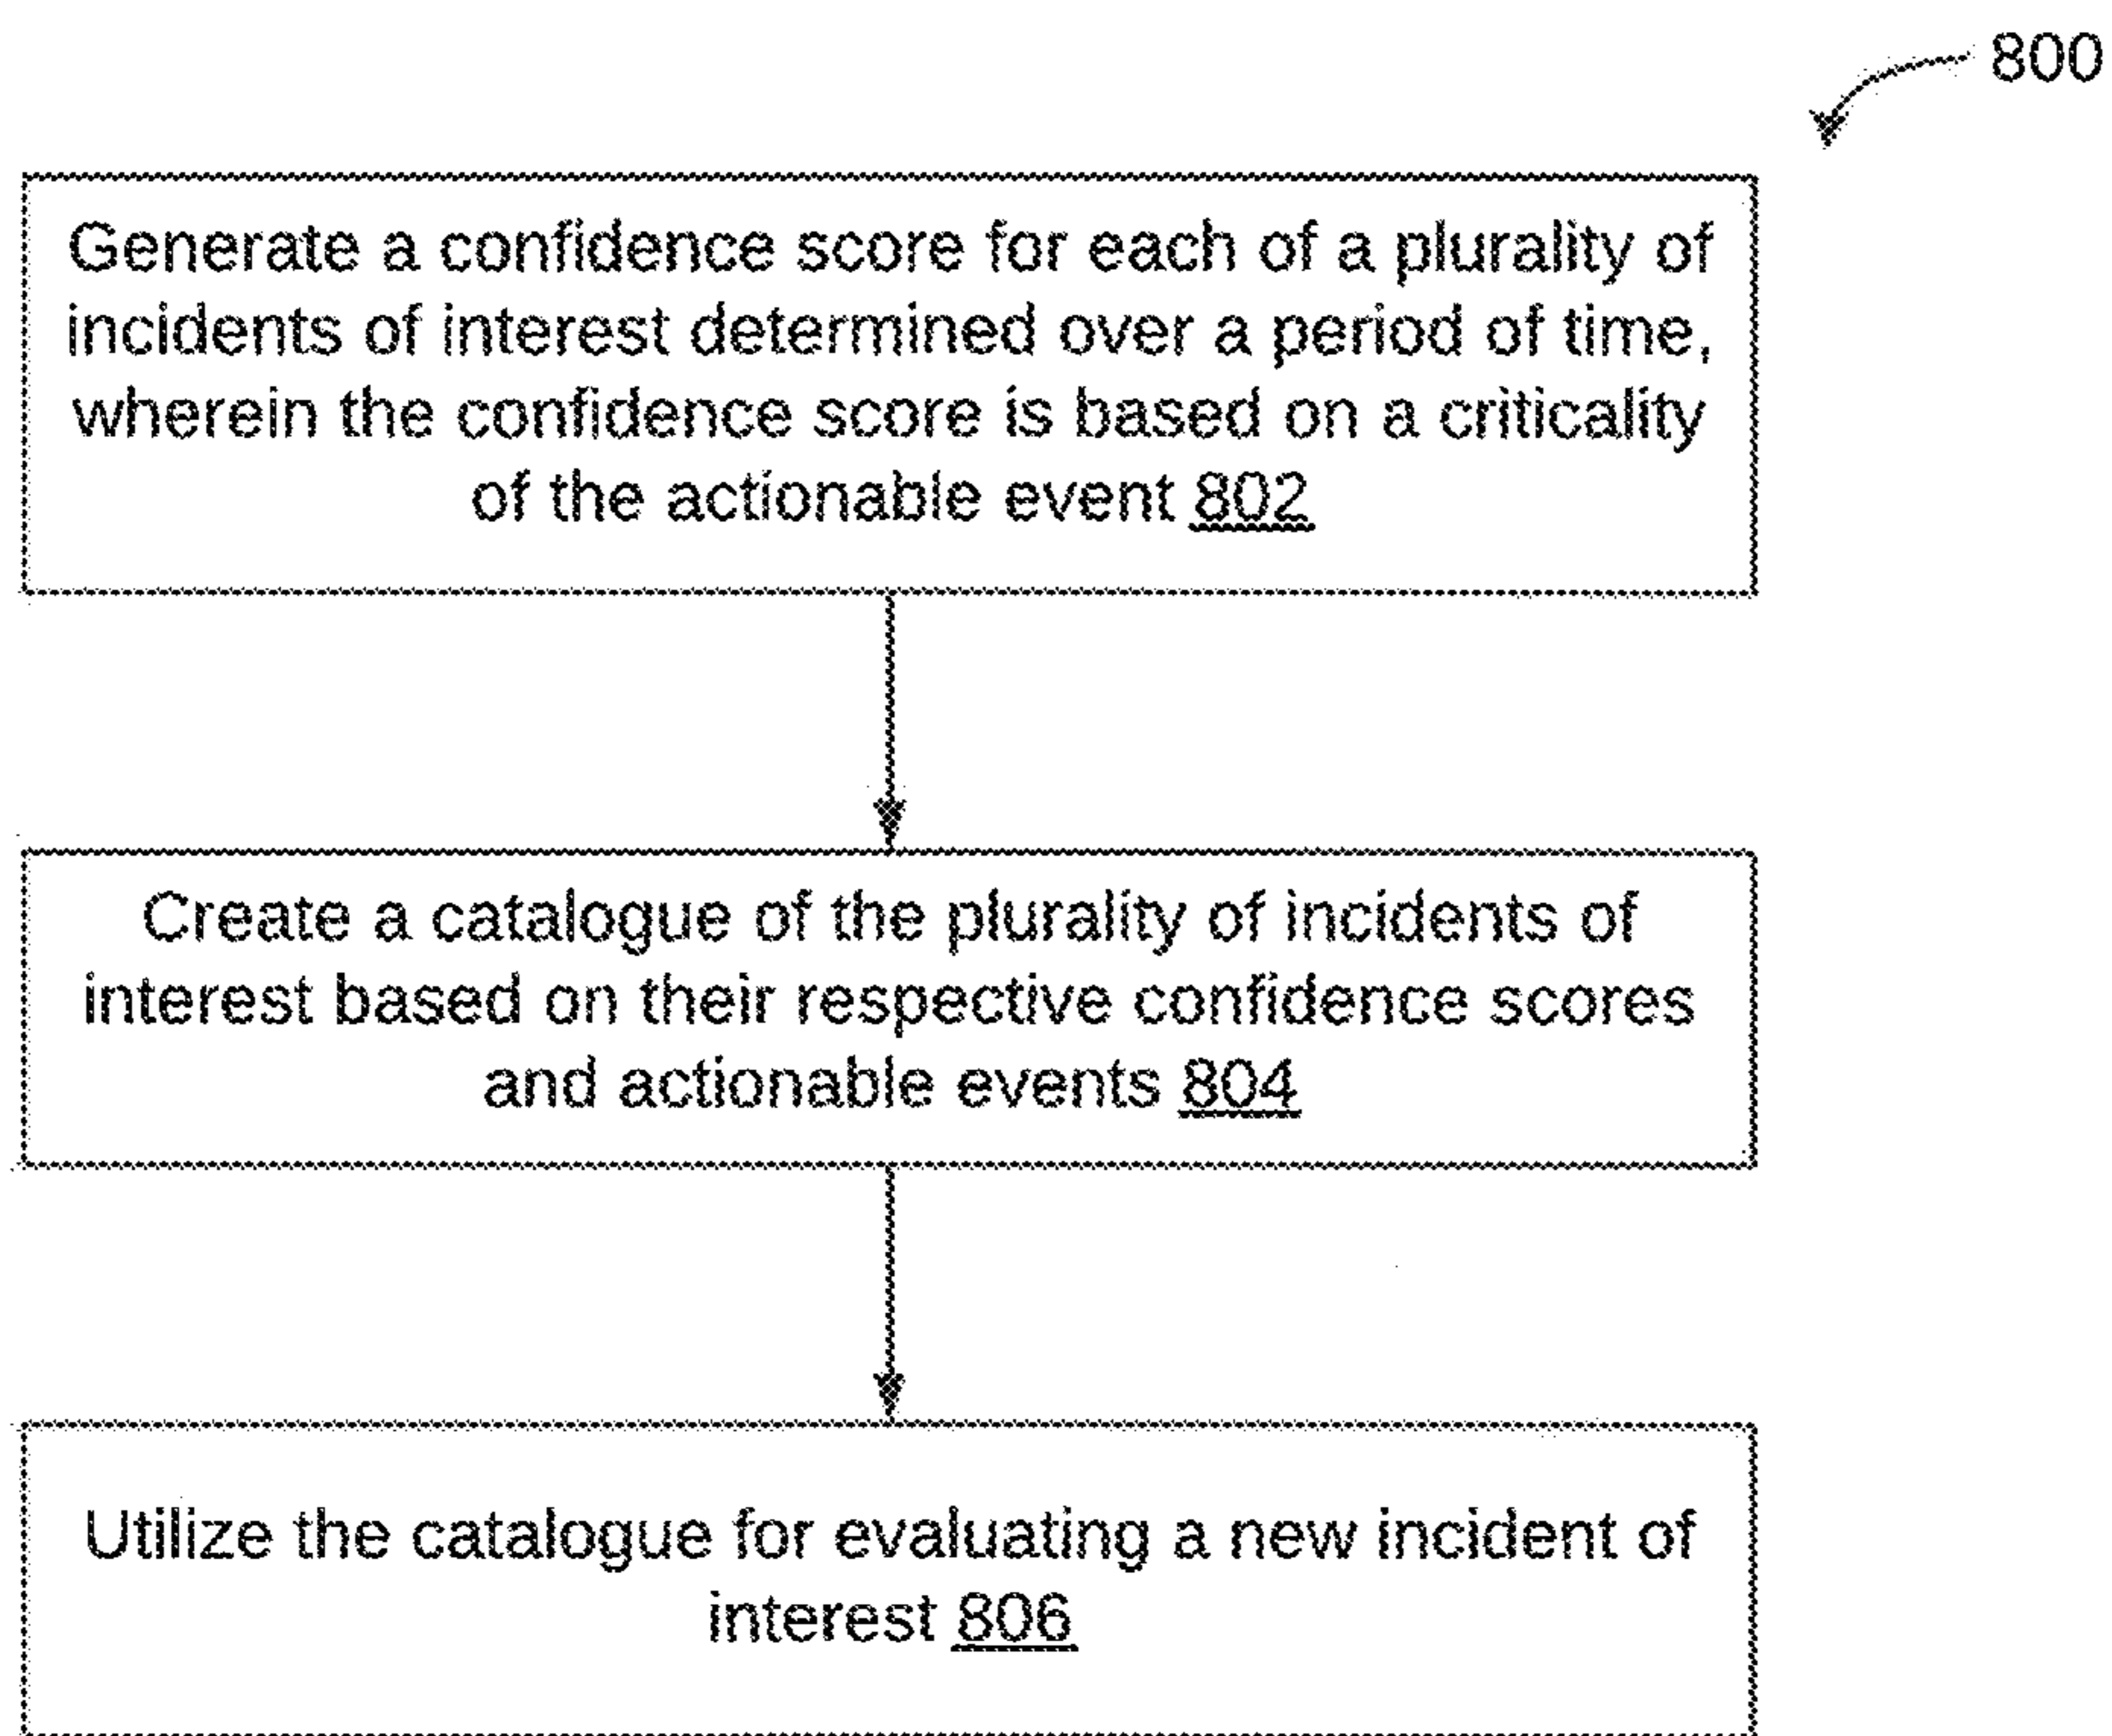 800
Generate a confidence score for each of a plurality of
incidents of interest determined over a period of time,
wherein the confidence score is based on a criticality
of the actionable event 802
Create a catalogue of the plurality of incidents of
interest based on their respective confidence scores
and actionable events 804
Utilize the catalogue for evaluating a new incident of
interest 806